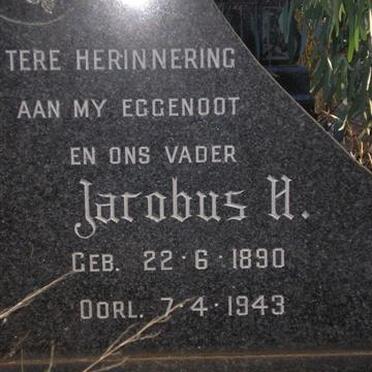 TERE HERINNERING
AAN MY EGGENOOT
EN ONS VADER
Jacobus H.
GEB. 22·6·1890
OORL. 7·4·1943